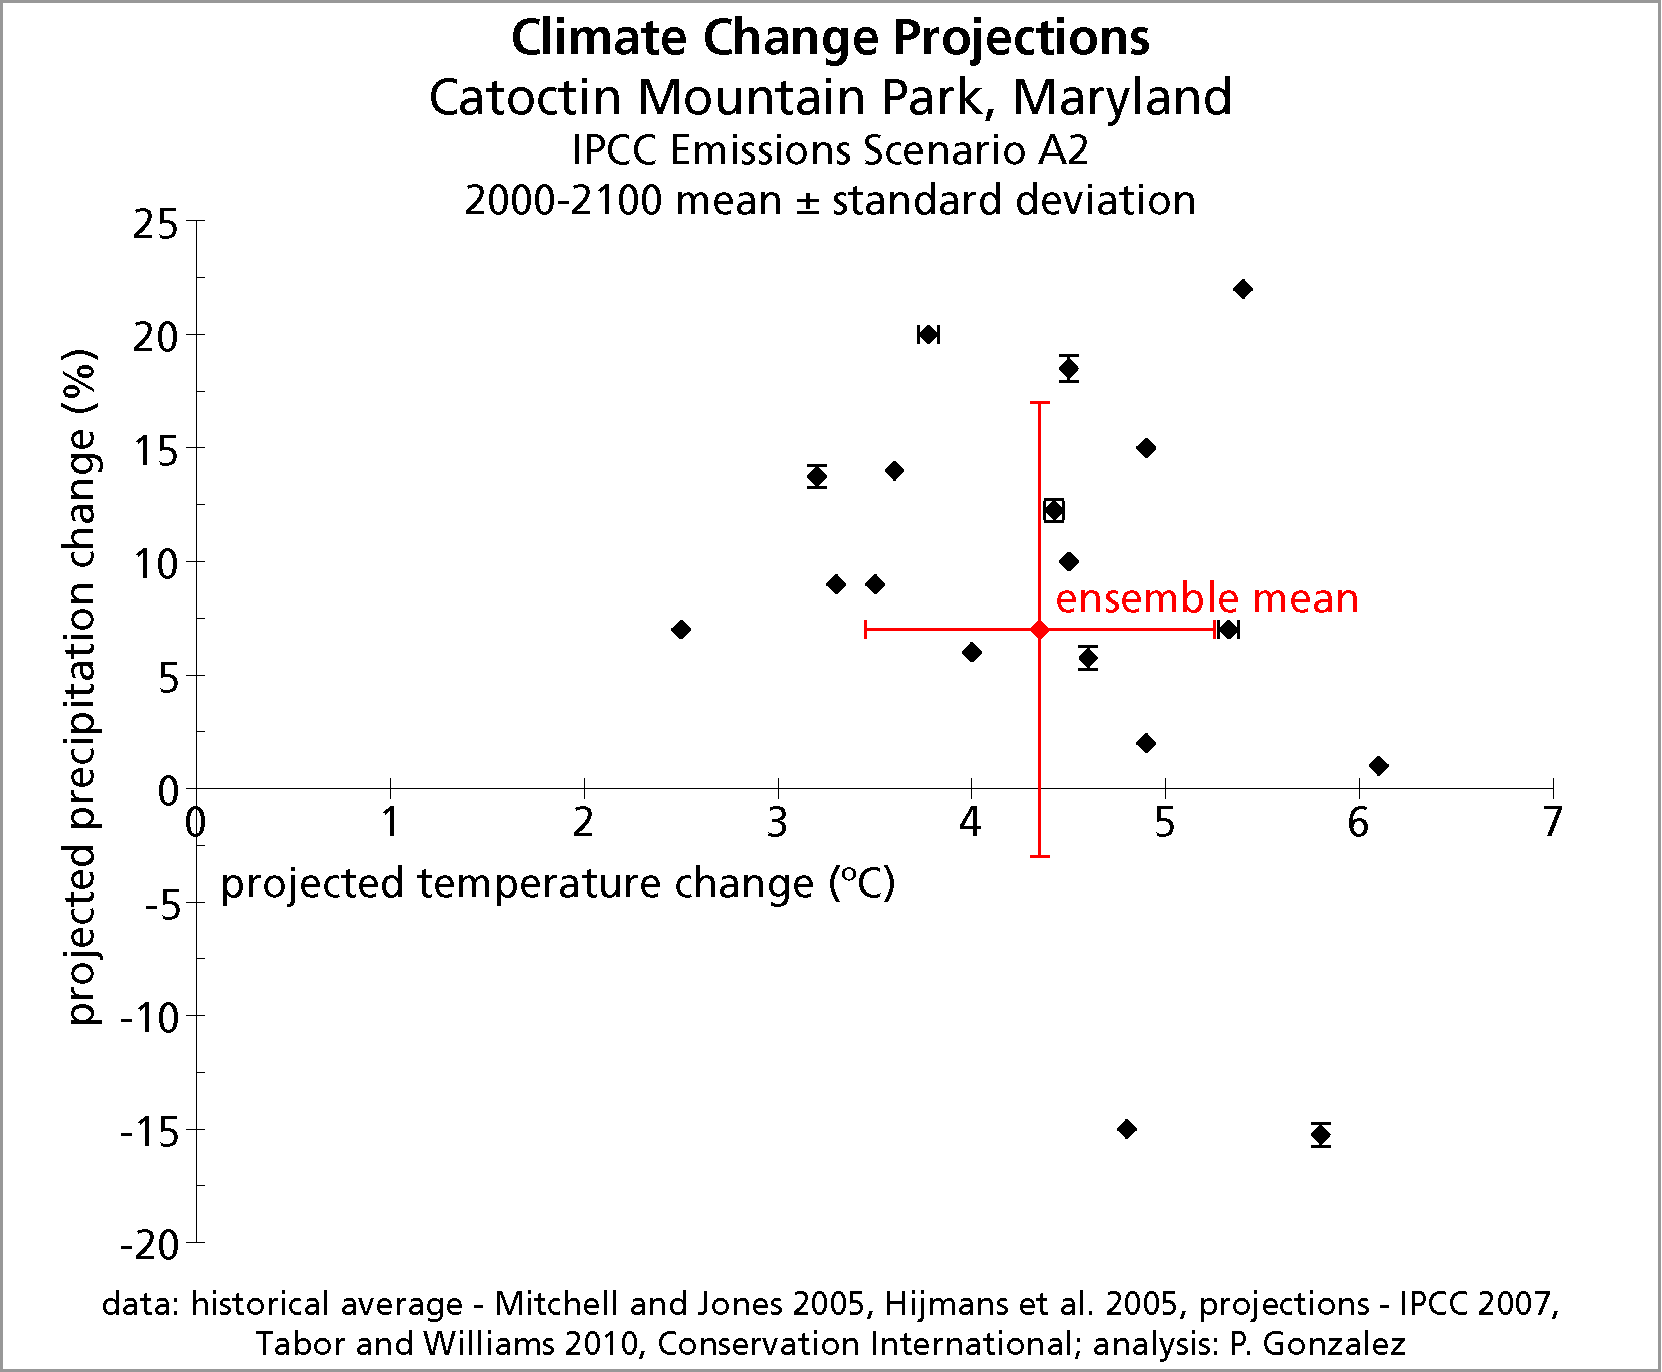 Climate Change Projections
Catoctin Mountain Park, Maryland
IPCC Emissions Scenario A2
2000-2100 mean ± standard deviation
projected precipitation change (%)
25
20
15
10
5
0
-5
-10
-15
-20
ensemble mean
0 1 2 3 4 5 6 7
projected temperature change (ºC)
data: historical average - Mitchell and Jones 2005, Hijmans et al. 2005, projections - IPCC 2007,
Tabor and Williams 2010, Conservation International; analysis: P. Gonzalez